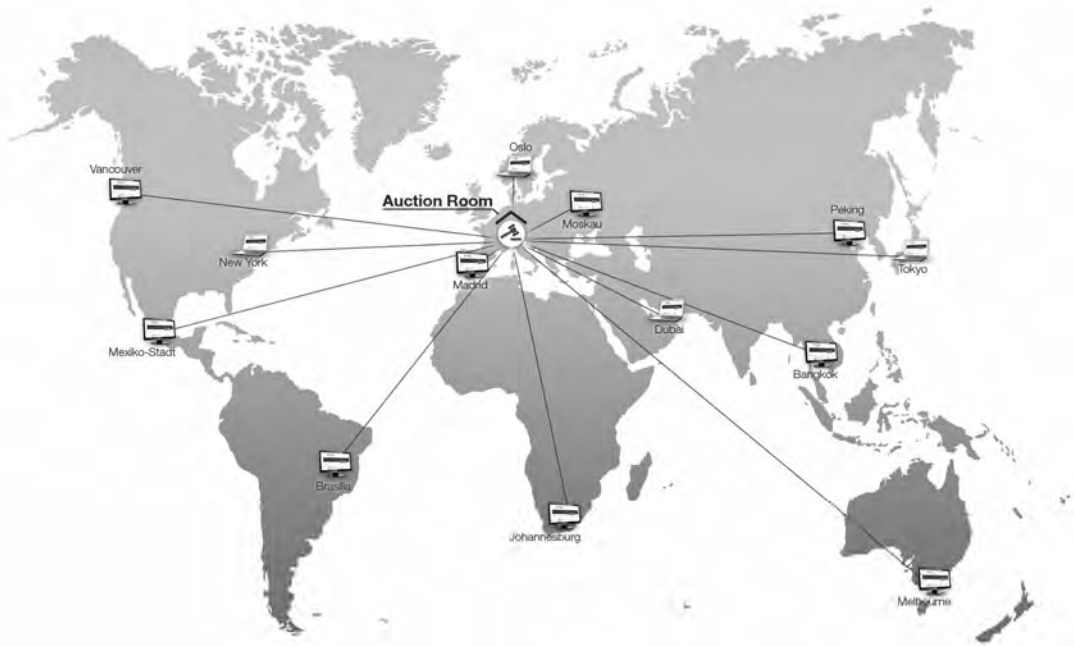 Oslo
Vancouver
Auction Room
Moskau
Peking
New York
Madrid
Tokyo
Dubai
Mexiko-Stadt
Bangkok
Brasilia
Johannesburg
Melbourne